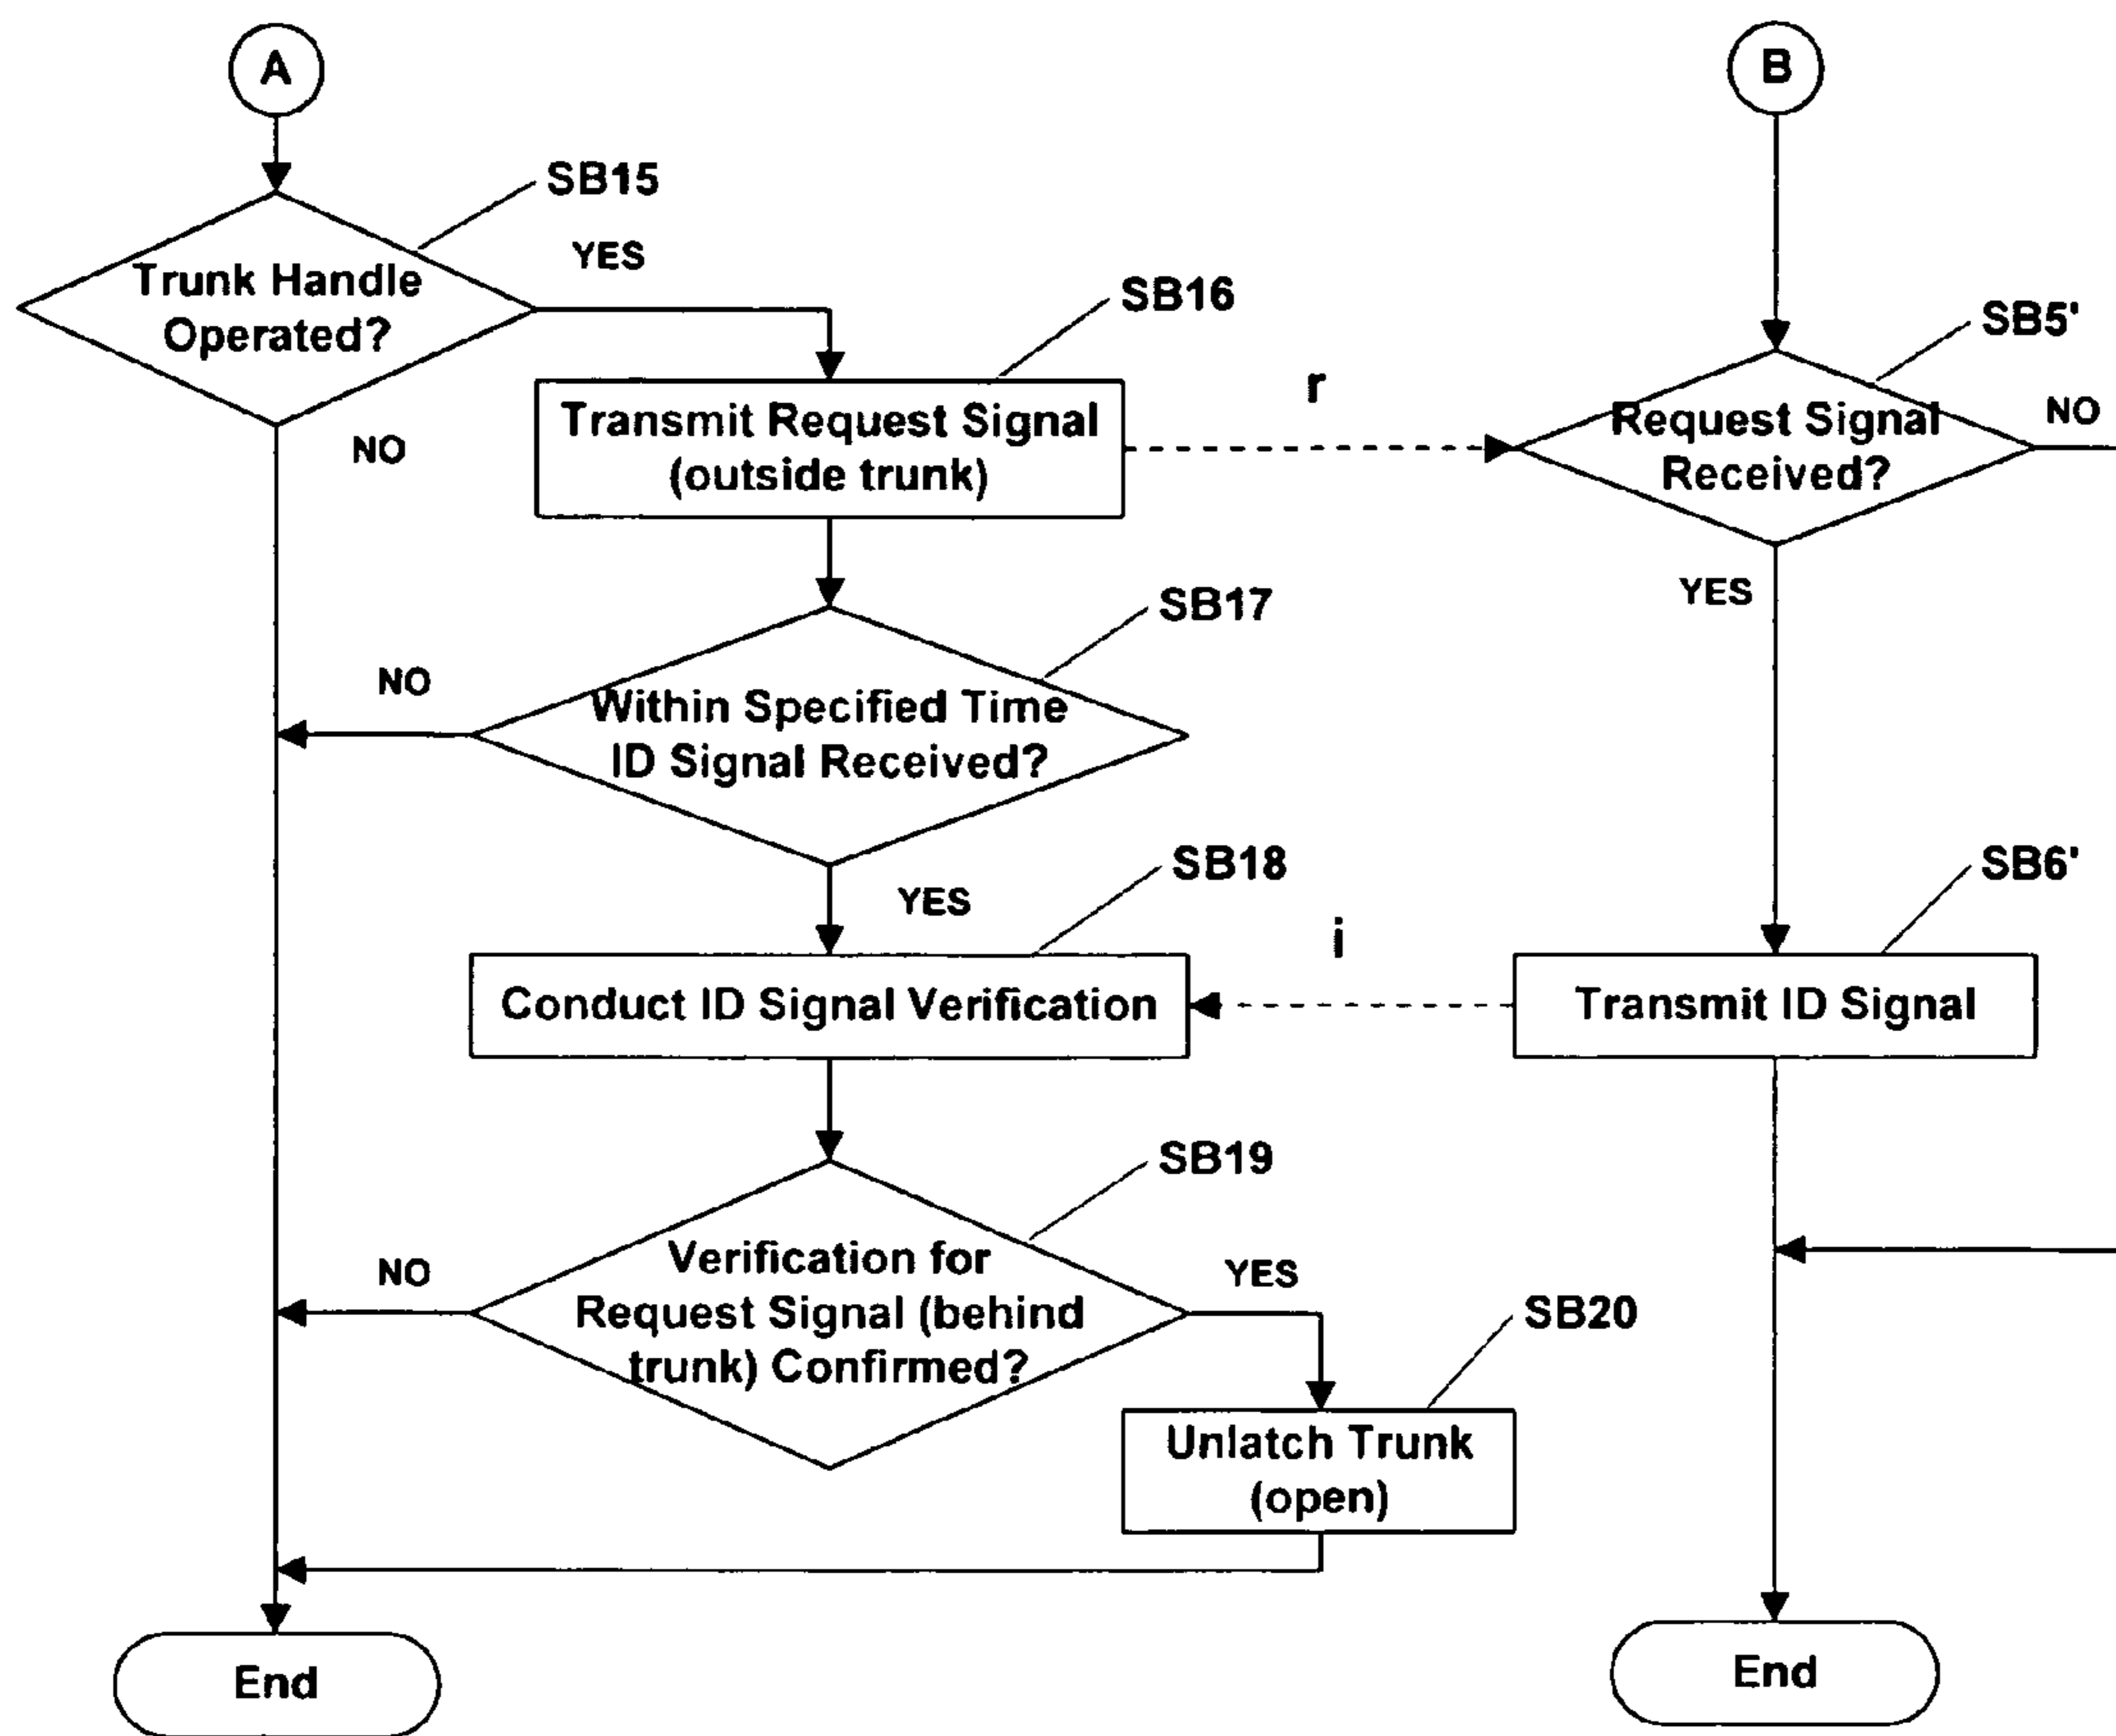 A
B
SB15
Trunk Handle
Operated?
YES
NO
SB16
Transmit Request Signal
(outside trunk)
r
SB5'
Request Signal
Received?
NO
YES
SB17
Within Specified Time
ID Signal Received?
NO
YES
SB18
Conduct ID Signal Verification
i
SB6'
Transmit ID Signal
SB19
Verification for
Request Signal (behind
trunk) Confirmed?
NO
YES
SB20
Unlatch Trunk
(open)
End
End